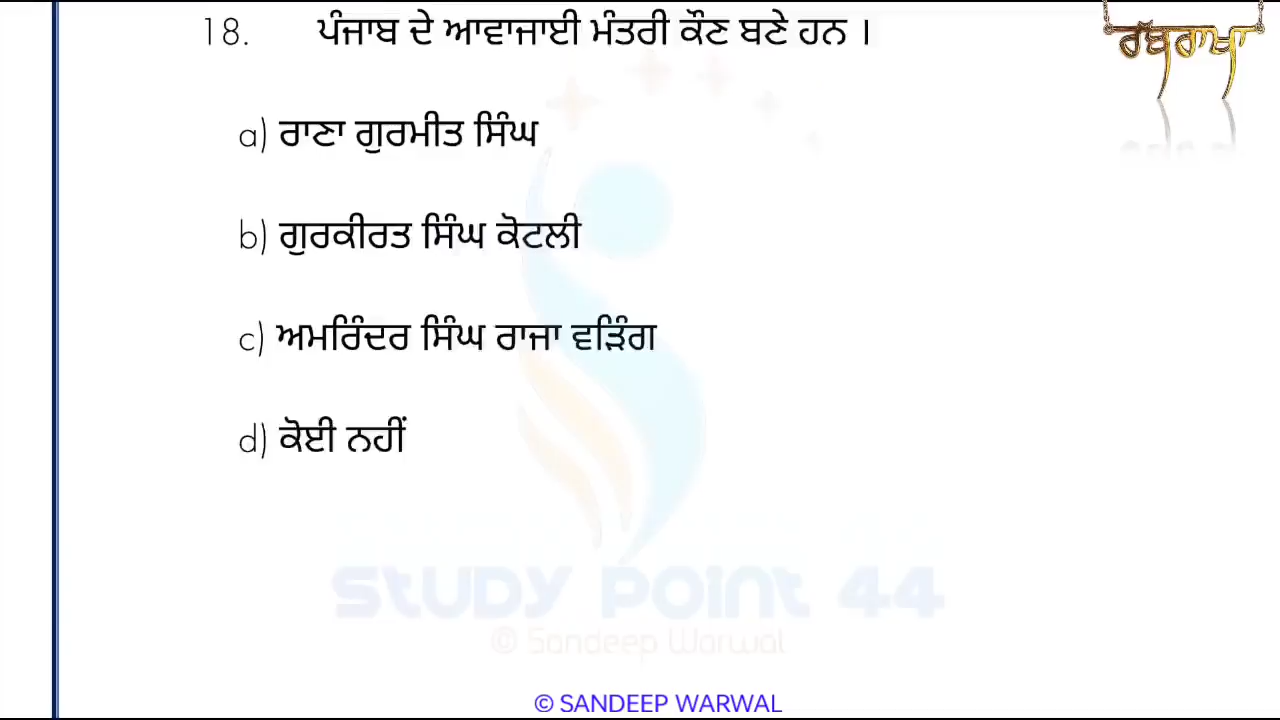 18. ਪੰਜਾਬ ਦੇ ਆਵਾਜਾਈ ਮੰਤਰੀ ਕੌਣ ਬਣੇ ਹਨ ।
ਰੱਬਰਾਖਾ
a) ਰਾਣਾ ਗੁਰਮੀਤ ਸਿੰਘ
b) ਗੁਰਕੀਰਤ ਸਿੰਘ ਕੋਟਲੀ
c) ਅਮਰਿੰਦਰ ਸਿੰਘ ਰਾਜਾ ਵੜਿੰਗ
d) ਕੋਈ ਨਹੀਂ
STUDY POINT 44
© Sandeep Warwal
© SANDEEP WARWAL